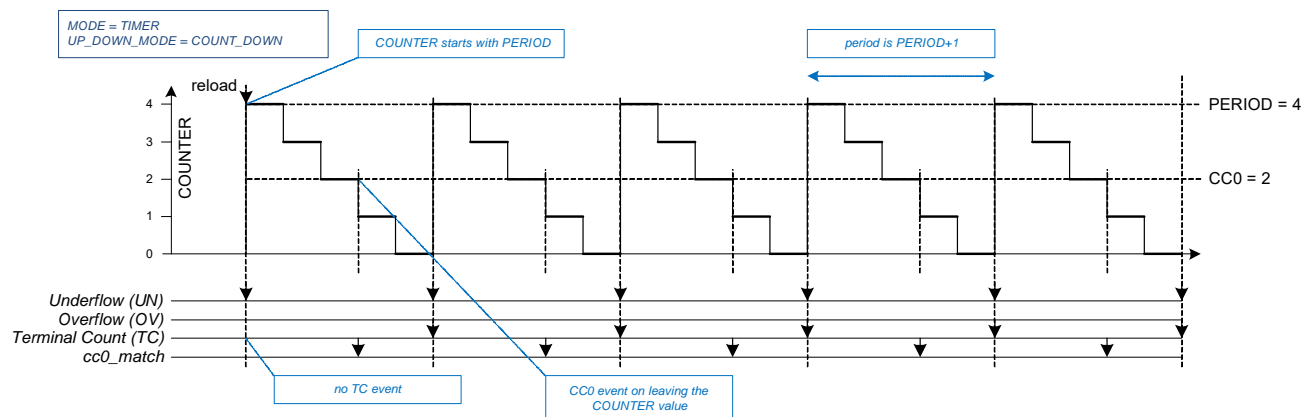 MODE = TIMER
UP_DOWN_MODE = COUNT_DOWN
COUNTER starts with PERIOD
period is PERIOD+1
reload
4
3
2
1
0
COUNTER
PERIOD = 4
CC0 = 2
Underflow (UN)
Overflow (OV)
Terminal Count (TC)
cc0_match
no TC event
CC0 event on leaving the
COUNTER value